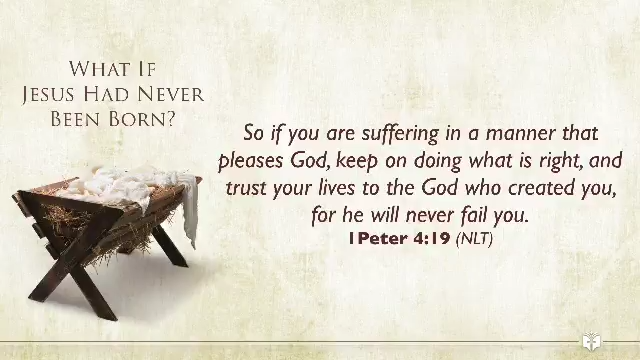 What If
Jesus Had Never
Been Born?
So if you are suffering in a manner that
pleases God, keep on doing what is right, and
trust your lives to the God who created you,
for he will never fail you.
1Peter 4:19 (NLT)